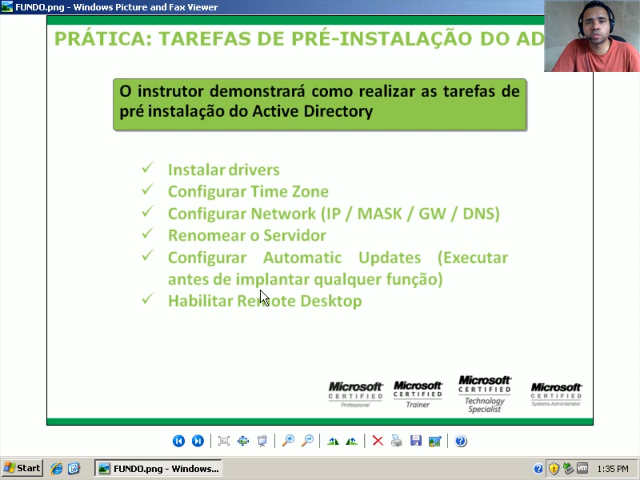 FUNDO.png - Windows Picture and Fax Viewer
PRÁTICA: TAREFAS DE PRÉ-INSTALAÇÃO DO AD
O instrutor demonstrará como realizar as tarefas de
pré instalação do Active Directory
Instalar drivers
Configurar Time Zone
Configurar Network (IP / MASK / GW / DNS)
Renomear o Servidor
Configurar Automatic Updates (Executar
antes de implantar qualquer função)
Habilitar Remote Desktop
Microsoft
CERTIFIED
Professional
Microsoft
CERTIFIED
Trainer
Microsoft
CERTIFIED
Technology
Specialist
Microsoft
CERTIFIED
Systems Administrator
Start
FUNDO.png - Windows...
1:35 PM